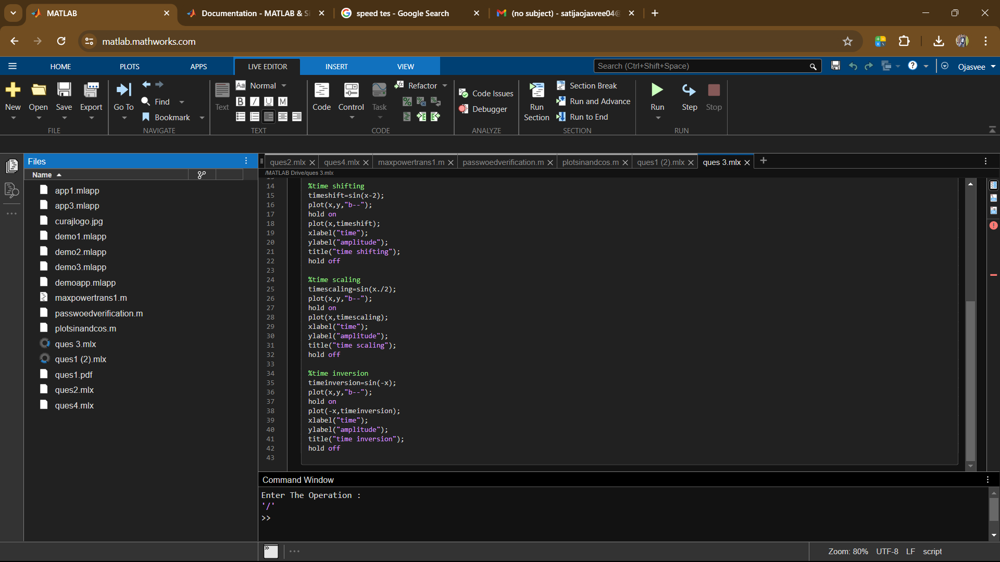 MATLAB
Documentation - MATLAB & S
speed tes - Google Search
(no subject) - satijaojasvee04@
matlab.mathworks.com
HOME
PLOTS
APPS
LIVE EDITOR
INSERT
VIEW
Search (Ctrl+Shift+Space)
Ojasvee
New
Open
Save
Export
FILE
Go To
Find
Bookmark
NAVIGATE
Text
Aa Normal
B I U M
TEXT
Code
Control
Task
Refactor
CODE
Code Issues
Debugger
ANALYZE
Run Section
Section Break
Run and Advance
Run to End
SECTION
Run
Step
Stop
RUN
Files
Name
app1.mlapp
app3.mlapp
curajlogo.jpg
demo1.mlapp
demo2.mlapp
demo3.mlapp
demoapp.mlapp
maxpowertrans1.m
passwoedverification.m
plotsinandcos.m
ques 3.mlx
ques1 (2).mlx
ques1.pdf
ques2.mlx
ques4.mlx
ques2.mlx
ques4.mlx
maxpowertrans1.m
passwoedverification.m
plotsinandcos.m
ques1 (2).mlx
ques 3.mlx
/MATLAB Drive/ques 3.mlx
14 %time shifting
15 timeshift=sin(x-2);
16 plot(x,y,"b--");
17 hold on
18 plot(x,timeshift);
19 xlabel("time");
20 ylabel("amplitude");
21 title("time shifting");
22 hold off
23
24 %time scaling
25 timescaling=sin(x./2);
26 plot(x,y,"b--");
27 hold on
28 plot(x,timescaling);
29 xlabel("time");
30 ylabel("amplitude");
31 title("time scaling");
32 hold off
33
34 %time inversion
35 timeinversion=sin(-x);
36 plot(x,y,"b--");
37 hold on
38 plot(-x,timeinversion);
39 xlabel("time");
40 ylabel("amplitude");
41 title("time inversion");
42 hold off
43
Command Window
Enter The Operation :
'/'
>>
Zoom: 80% UTF-8 LF script